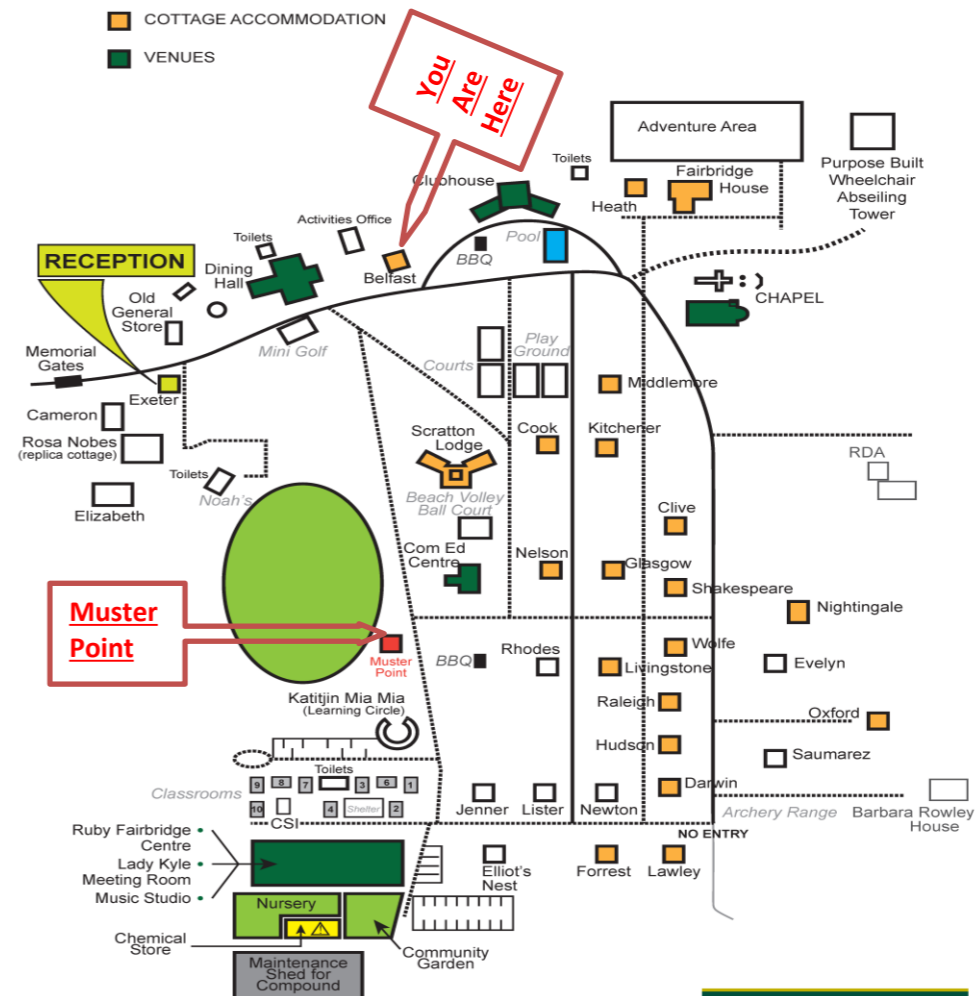 COTTAGE ACCOMMODATION
VENUES
You
Are
Here
Adventure Area
Purpose Built
Wheelchair
Abseiling
Tower
Toilets
Clubhouse
Fairbridge
House
Heath
Activities Office
Toilets
Pool
BBQ
RECEPTION
Dining
Hall
Belfast
: )
CHAPEL
Old
General
Store
Mini Golf
Memorial
Gates
Exeter
Courts
Play
Ground
Middlemore
Cameron
Rosa Nobes
(replica cottage)
Toilets
Noah's
Elizabeth
Scratton
Lodge
Cook
Kitchener
RDA
Beach Volley
Ball Court
Clive
Com Ed
Centre
Nelson
Glasgow
Shakespeare
Nightingale
Muster
Point
Muster
Point
BBQ
Rhodes
Livingstone
Wolfe
Evelyn
Katitjin Mia Mia
(Learning Circle)
Raleigh
Oxford
Hudson
Saumarez
Toilets
9
8
7
3
6
1
Classrooms
10
CSI
4
Shelter
2
Jenner
Lister
Newton
Darwin
Archery Range
Barbara Rowley
House
NO ENTRY
Ruby Fairbridge
Centre
Lady Kyle
Meeting Room
Music Studio
Elliot's
Nest
Forrest
Lawley
Nursery
Chemical
Store
Community
Garden
Maintenance
Shed for
Compound